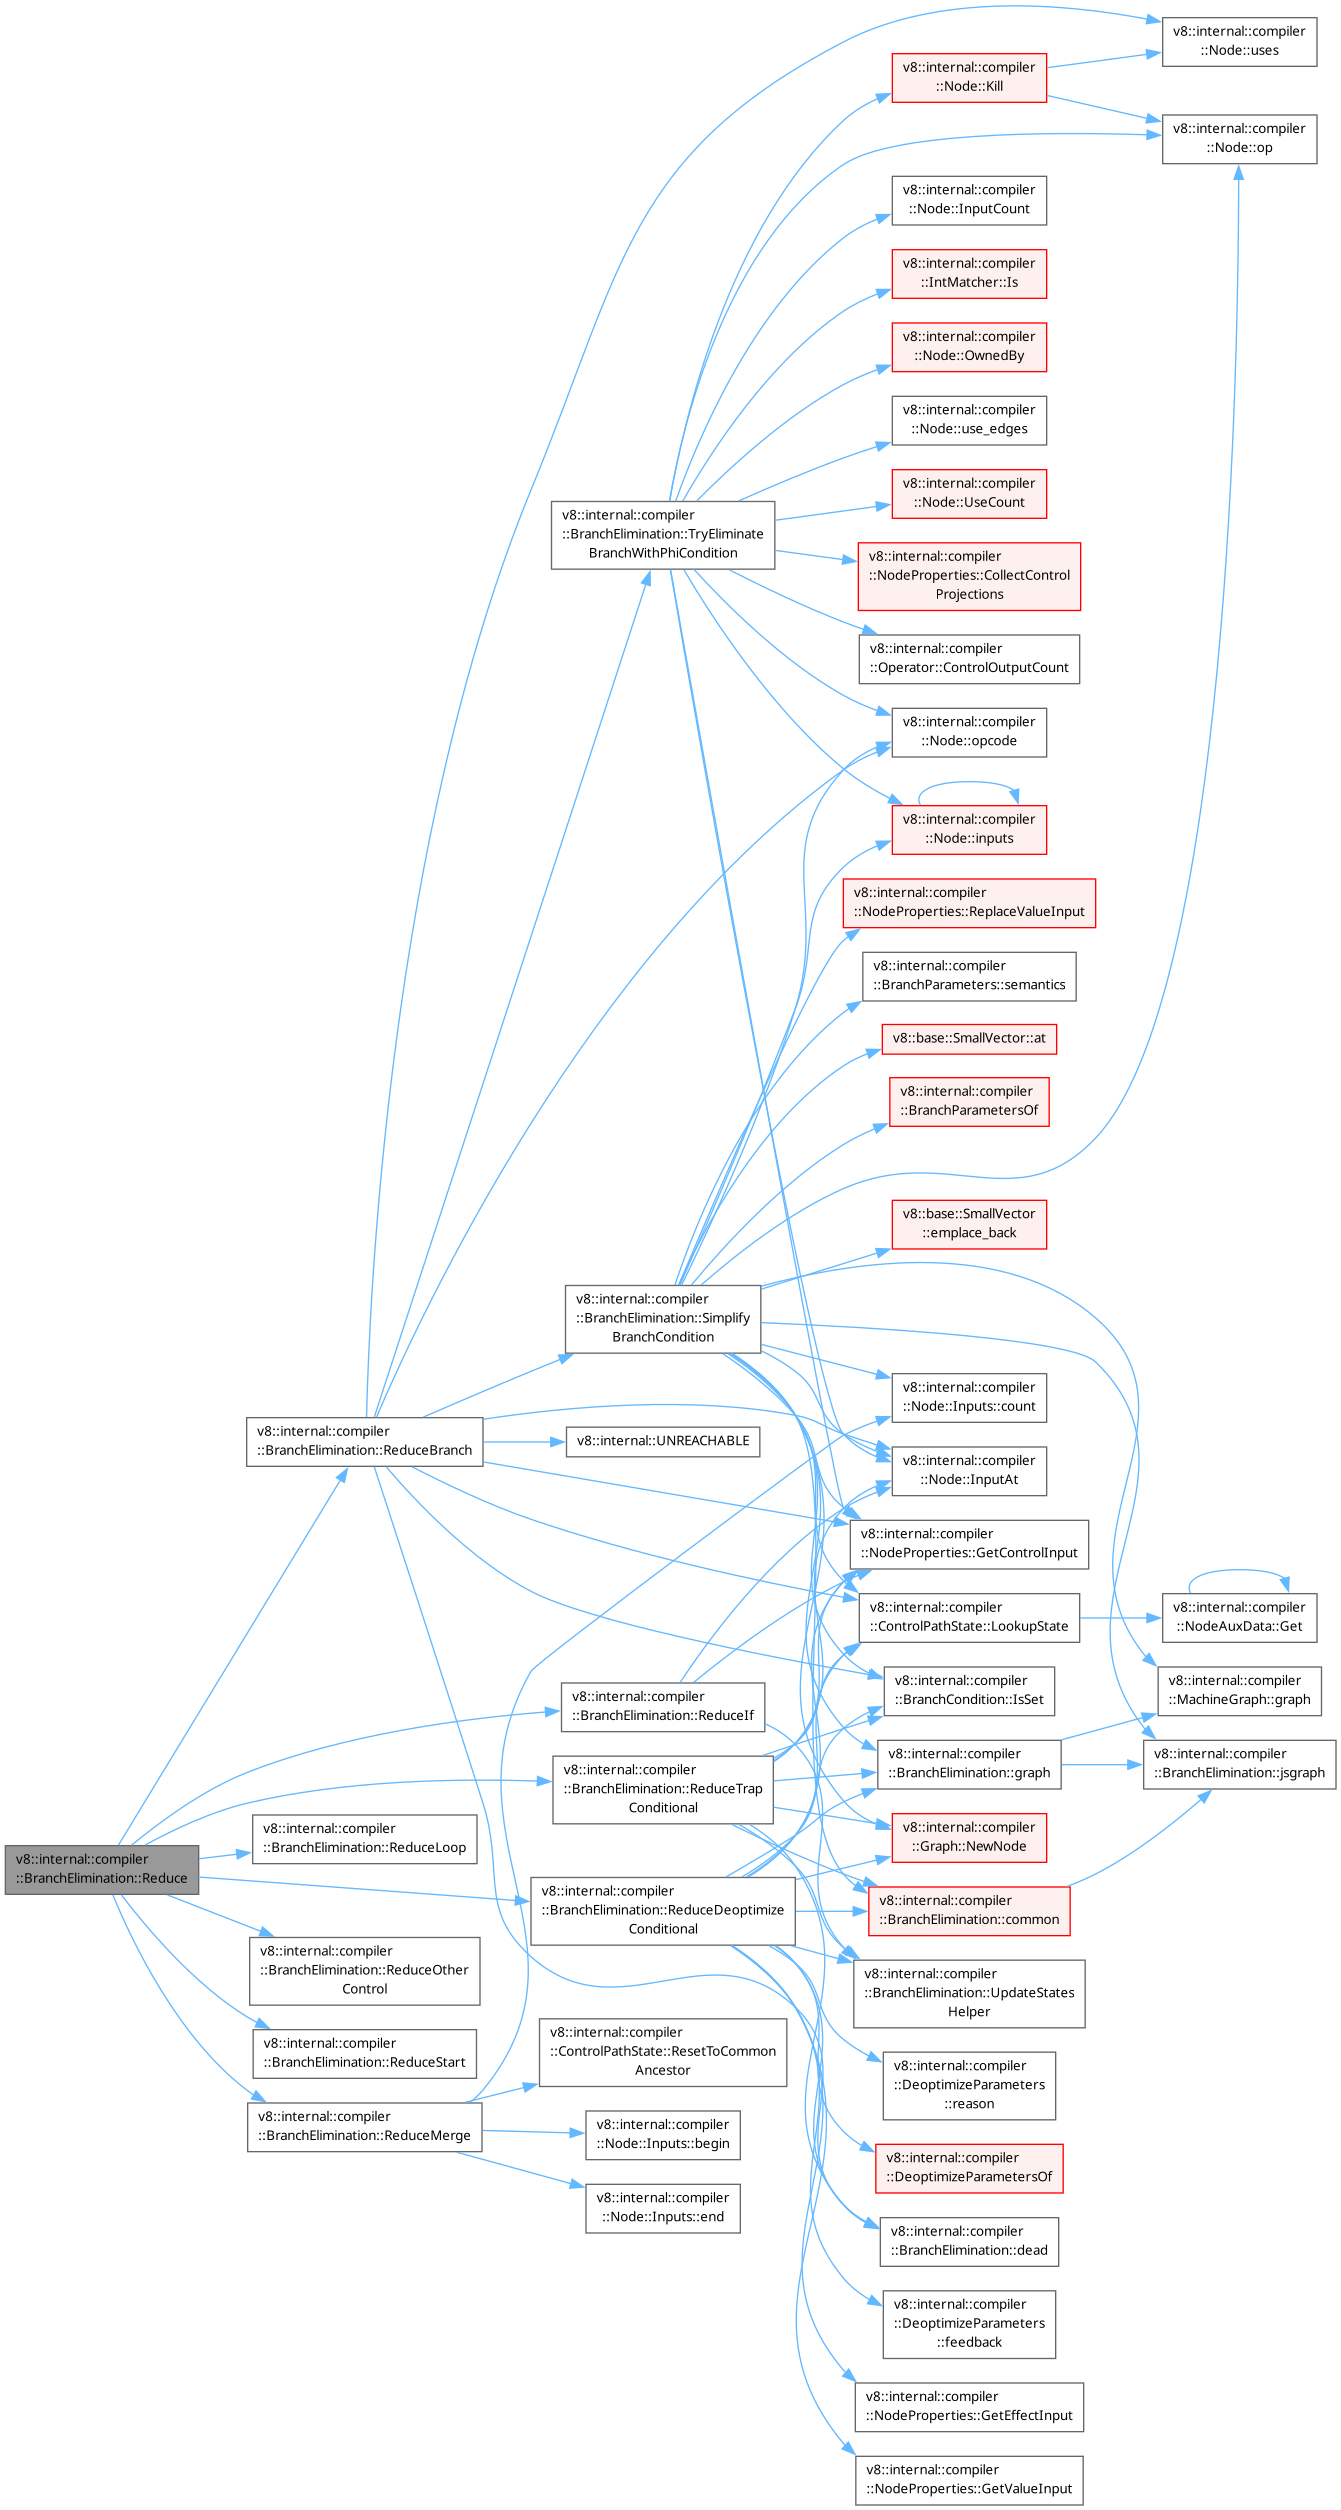 v8::internal::compiler
::Node::uses
v8::internal::compiler
::Node::Kill
v8::internal::compiler
::Node::op
v8::internal::compiler
::Node::InputCount
v8::internal::compiler
::IntMatcher::Is
v8::internal::compiler
::Node::OwnedBy
v8::internal::compiler
::Node::use_edges
v8::internal::compiler
::Node::UseCount
v8::internal::compiler
::BranchElimination::TryEliminate
BranchWithPhiCondition
v8::internal::compiler
::NodeProperties::CollectControl
Projections
v8::internal::compiler
::Operator::ControlOutputCount
v8::internal::compiler
::Node::opcode
v8::internal::compiler
::Node::inputs
v8::internal::compiler
::NodeProperties::ReplaceValueInput
v8::internal::compiler
::BranchParameters::semantics
v8::base::SmallVector::at
v8::internal::compiler
::BranchParametersOf
v8::base::SmallVector
::emplace_back
v8::internal::compiler
::BranchElimination::Simplify
BranchCondition
v8::internal::compiler
::Node::Inputs::count
v8::internal::compiler
::BranchElimination::ReduceBranch
v8::internal::UNREACHABLE
v8::internal::compiler
::Node::InputAt
v8::internal::compiler
::NodeProperties::GetControlInput
v8::internal::compiler
::ControlPathState::LookupState
v8::internal::compiler
::NodeAuxData::Get
v8::internal::compiler
::BranchCondition::IsSet
v8::internal::compiler
::MachineGraph::graph
v8::internal::compiler
::BranchElimination::ReduceIf
v8::internal::compiler
::BranchElimination::graph
v8::internal::compiler
::BranchElimination::jsgraph
v8::internal::compiler
::BranchElimination::ReduceTrap
Conditional
v8::internal::compiler
::BranchElimination::ReduceLoop
v8::internal::compiler
::Graph::NewNode
v8::internal::compiler
::BranchElimination::Reduce
v8::internal::compiler
::BranchElimination::ReduceDeoptimize
Conditional
v8::internal::compiler
::BranchElimination::common
v8::internal::compiler
::BranchElimination::ReduceOther
Control
v8::internal::compiler
::BranchElimination::UpdateStates
Helper
v8::internal::compiler
::BranchElimination::ReduceStart
v8::internal::compiler
::ControlPathState::ResetToCommon
Ancestor
v8::internal::compiler
::DeoptimizeParameters
::reason
v8::internal::compiler
::BranchElimination::ReduceMerge
v8::internal::compiler
::Node::Inputs::begin
v8::internal::compiler
::DeoptimizeParametersOf
v8::internal::compiler
::Node::Inputs::end
v8::internal::compiler
::BranchElimination::dead
v8::internal::compiler
::DeoptimizeParameters
::feedback
v8::internal::compiler
::NodeProperties::GetEffectInput
v8::internal::compiler
::NodeProperties::GetValueInput